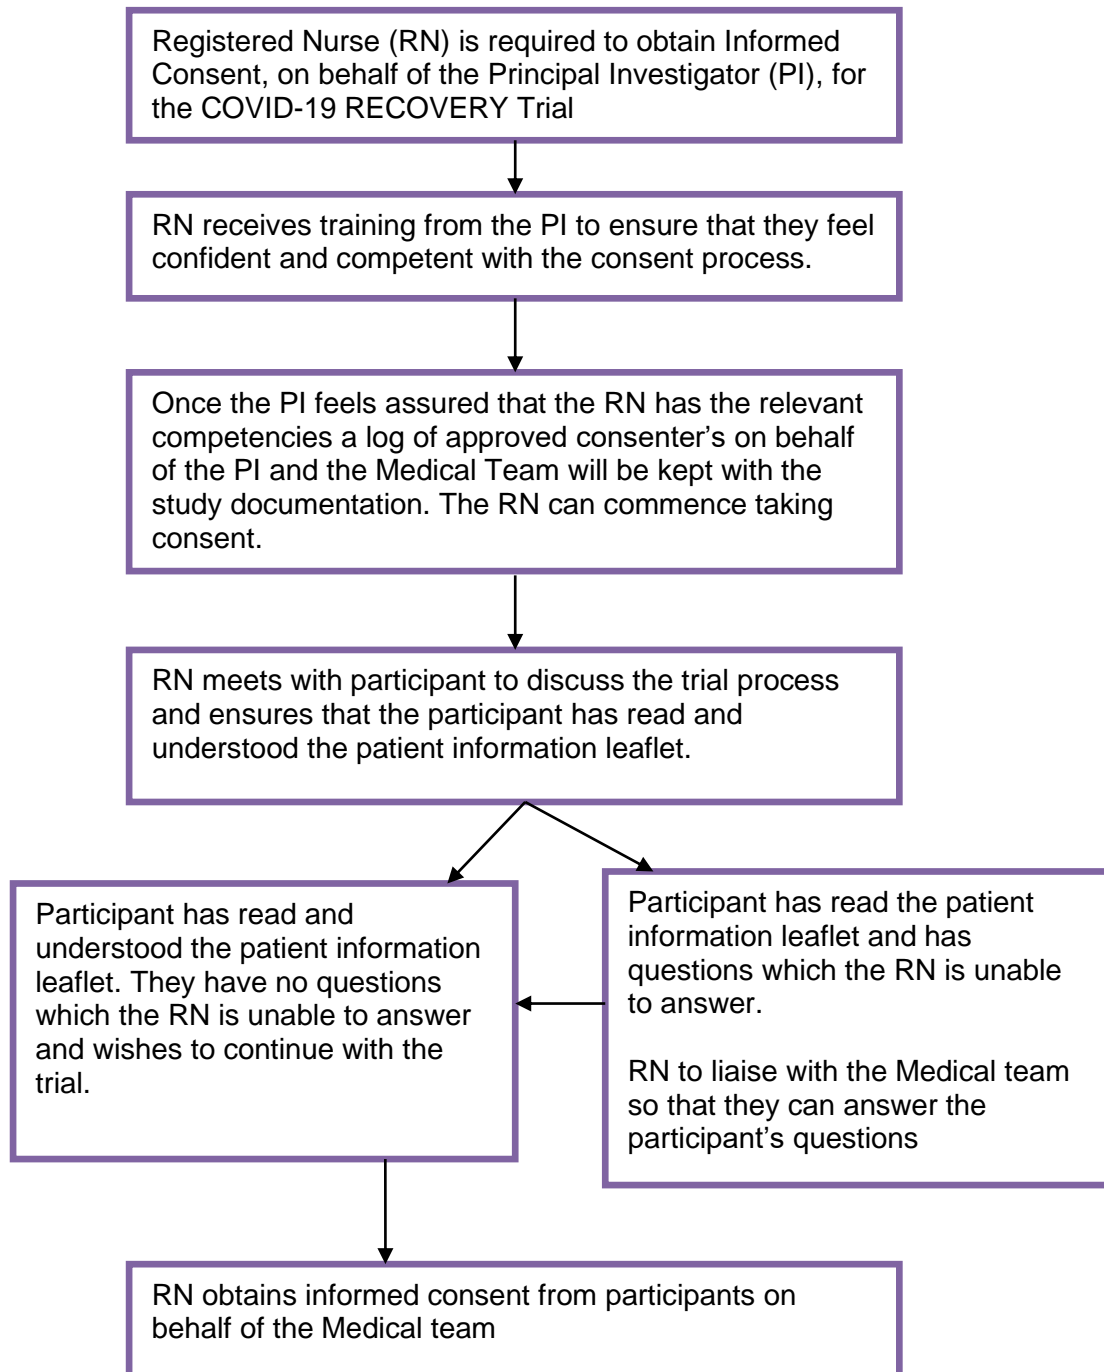 Registered Nurse (RN) is required to obtain Informed
Consent, on behalf of the Principal Investigator (PI), for
the COVID-19 RECOVERY Trial
RN receives training from the PI to ensure that they feel
confident and competent with the consent process.
Once the PI feels assured that the RN has the relevant
competencies a log of approved consenter’s on behalf
of the PI and the Medical Team will be kept with the
study documentation. The RN can commence taking
consent.
RN meets with participant to discuss the trial process
and ensures that the participant has read and
understood the patient information leaflet.
Participant has read and
understood the patient information
leaflet. They have no questions
which the RN is unable to answer
and wishes to continue with the
trial.
Participant has read the patient
information leaflet and has
questions which the RN is unable
to answer.
RN to liaise with the Medical team
so that they can answer the
participant’s questions
RN obtains informed consent from participants on
behalf of the Medical team